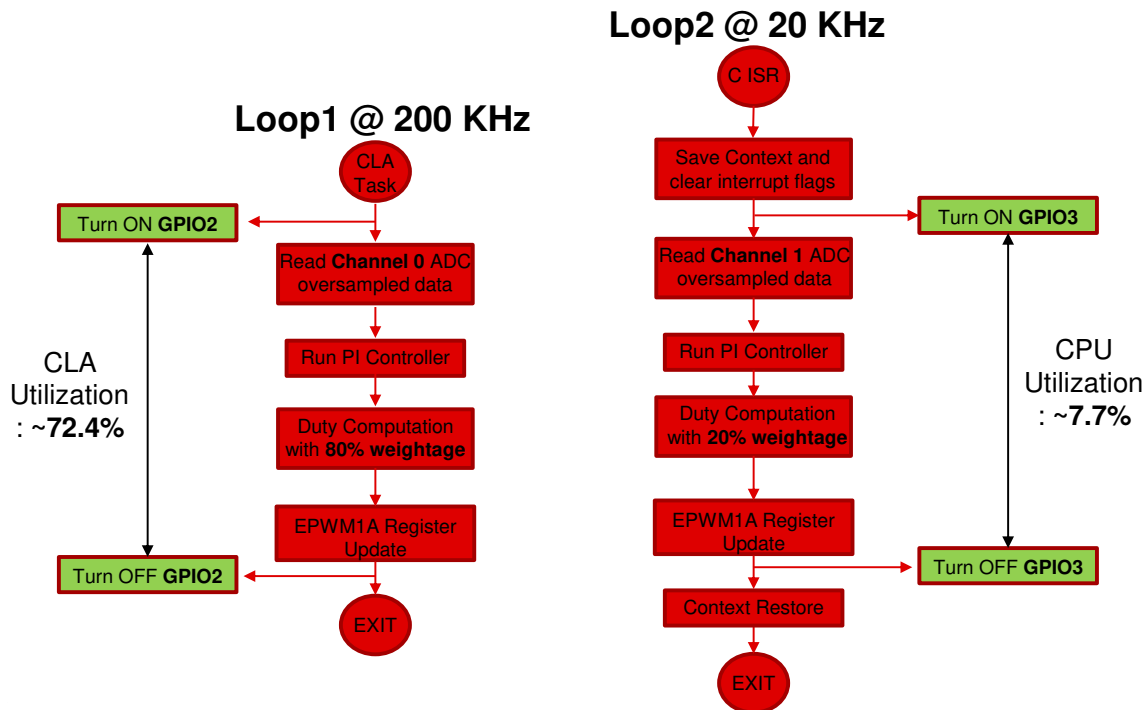 Loop2 @ 20 KHz
C ISR
Loop1 @ 200 KHz
CLA
Task
Save Context and
clear interrupt flags
Turn ON GPIO2
Turn ON GPIO3
Read Channel 0 ADC
oversampled data
Read Channel 1 ADC
oversampled data
Run PI Controller
Run PI Controller
CLA
Utilization
: ~72.4%
CPU
Utilization
: ~7.7%
Duty Computation
with 80% weightage
Duty Computation
with 20% weightage
EPWM1A Register
Update
EPWM1A Register
Update
Turn OFF GPIO2
Turn OFF GPIO3
Context Restore
EXIT
EXIT